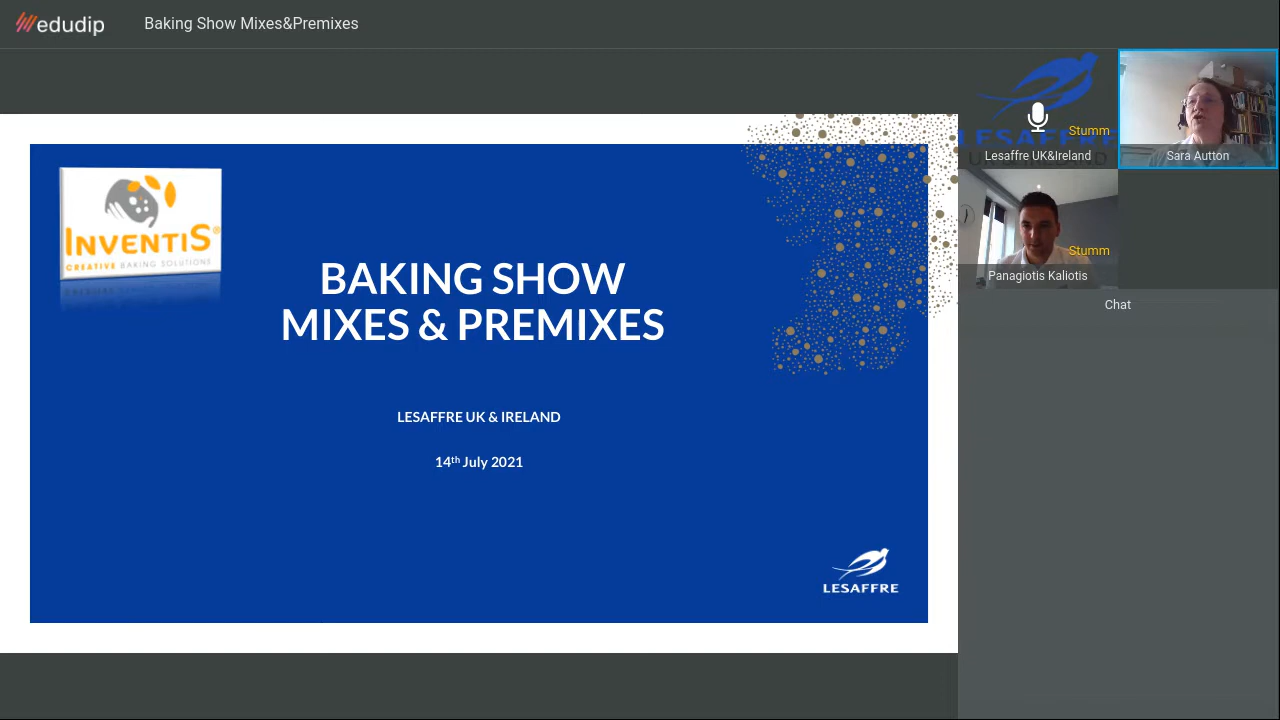 edudip
Baking Show Mixes&Premixes
INVENTIS®
CREATIVE BAKING SOLUTIONS
BAKING SHOW
MIXES & PREMIXES
LESAFFRE UK & IRELAND
14th July 2021
LESAFFRE
LESAFFRE
Stumm
Lesaffre UK&Ireland
Sara Autton
Stumm
Panagiotis Kaliotis
Chat